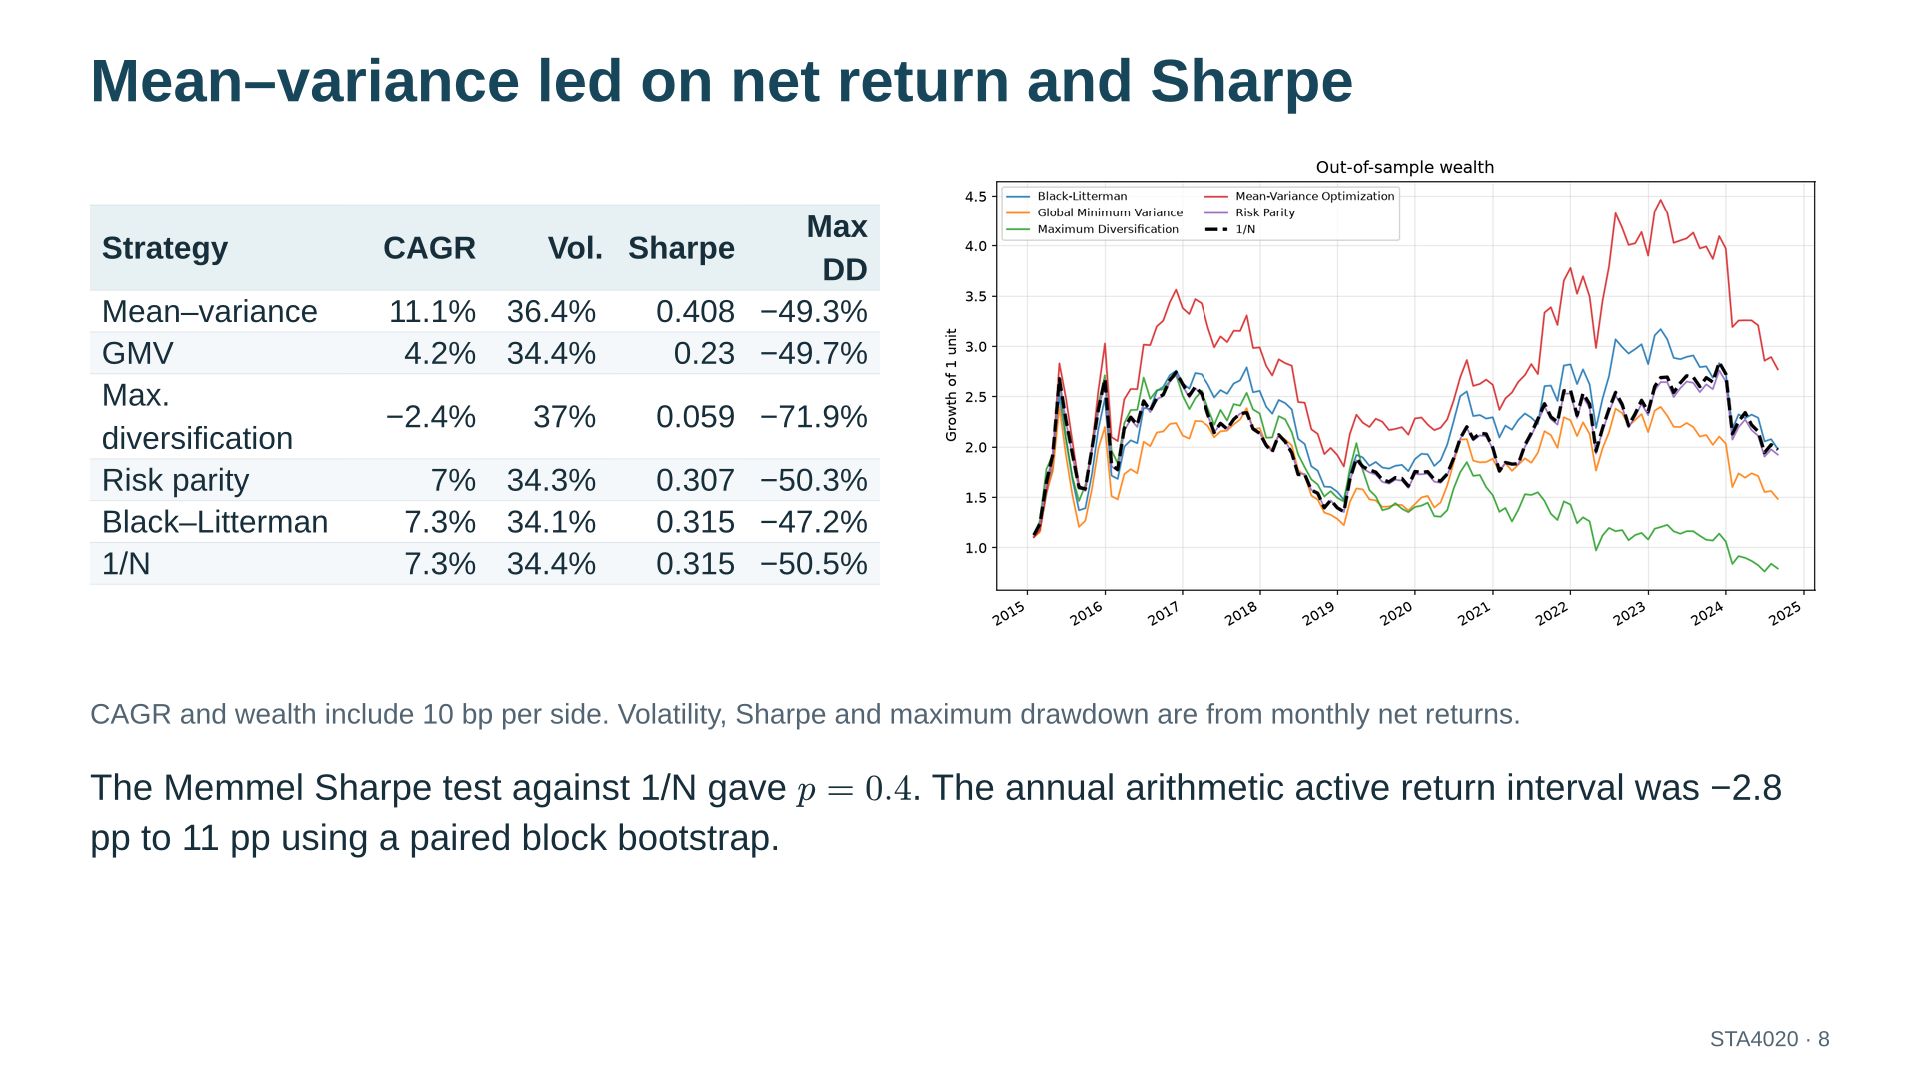 Mean–variance led on net return and Sharpe
Strategy CAGR Vol. Sharpe Max DD
Mean–variance 11.1% 36.4% 0.408 −49.3%
GMV 4.2% 34.4% 0.23 −49.7%
Max. diversification −2.4% 37% 0.059 −71.9%
Risk parity 7% 34.3% 0.307 −50.3%
Black–Litterman 7.3% 34.1% 0.315 −47.2%
1/N 7.3% 34.4% 0.315 −50.5%
Out-of-sample wealth
Black-Litterman Mean-Variance Optimization
Global Minimum Variance Risk Parity
Maximum Diversification 1/N
Growth of 1 unit
4.5
4.0
3.5
3.0
2.5
2.0
1.5
1.0
2015 2016 2017 2018 2019 2020 2021 2022 2023 2024 2025
CAGR and wealth include 10 bp per side. Volatility, Sharpe and maximum drawdown are from monthly net returns.
The Memmel Sharpe test against 1/N gave p = 0.4. The annual arithmetic active return interval was −2.8
pp to 11 pp using a paired block bootstrap.
STA4020 · 8